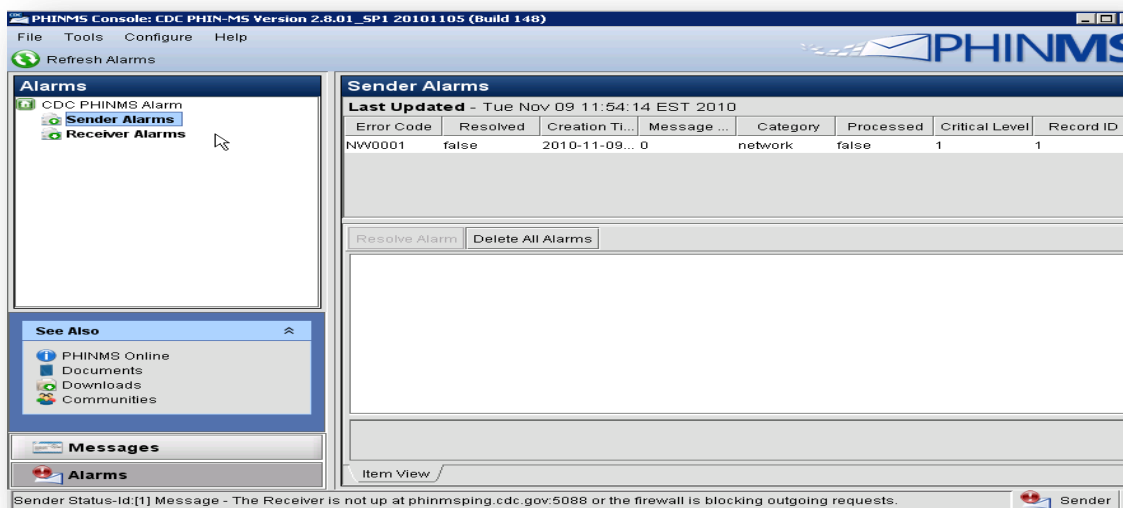 PHINMS Console: CDC PHIN-MS Version 2.8.01_SP1 20101105 (Build 148)
File Tools Configure Help
PHINMS
Refresh Alarms
Alarms
CDC PHINMS Alarm
Sender Alarms
Receiver Alarms
Sender Alarms
Last Updated - Tue Nov 09 11:54:14 EST 2010
Error Code Resolved Creation Ti... Message ... Category Processed Critical Level Record ID
NW0001 false 2010-11-09... 0 network false 1 1
Resolve Alarm Delete All Alarms
See Also
PHINMS Online
Documents
Downloads
Communities
Messages
Alarms
Item View
Sender Status-Id:[1] Message - The Receiver is not up at phinmsping.cdc.gov:5088 or the firewall is blocking outgoing requests.
Sender